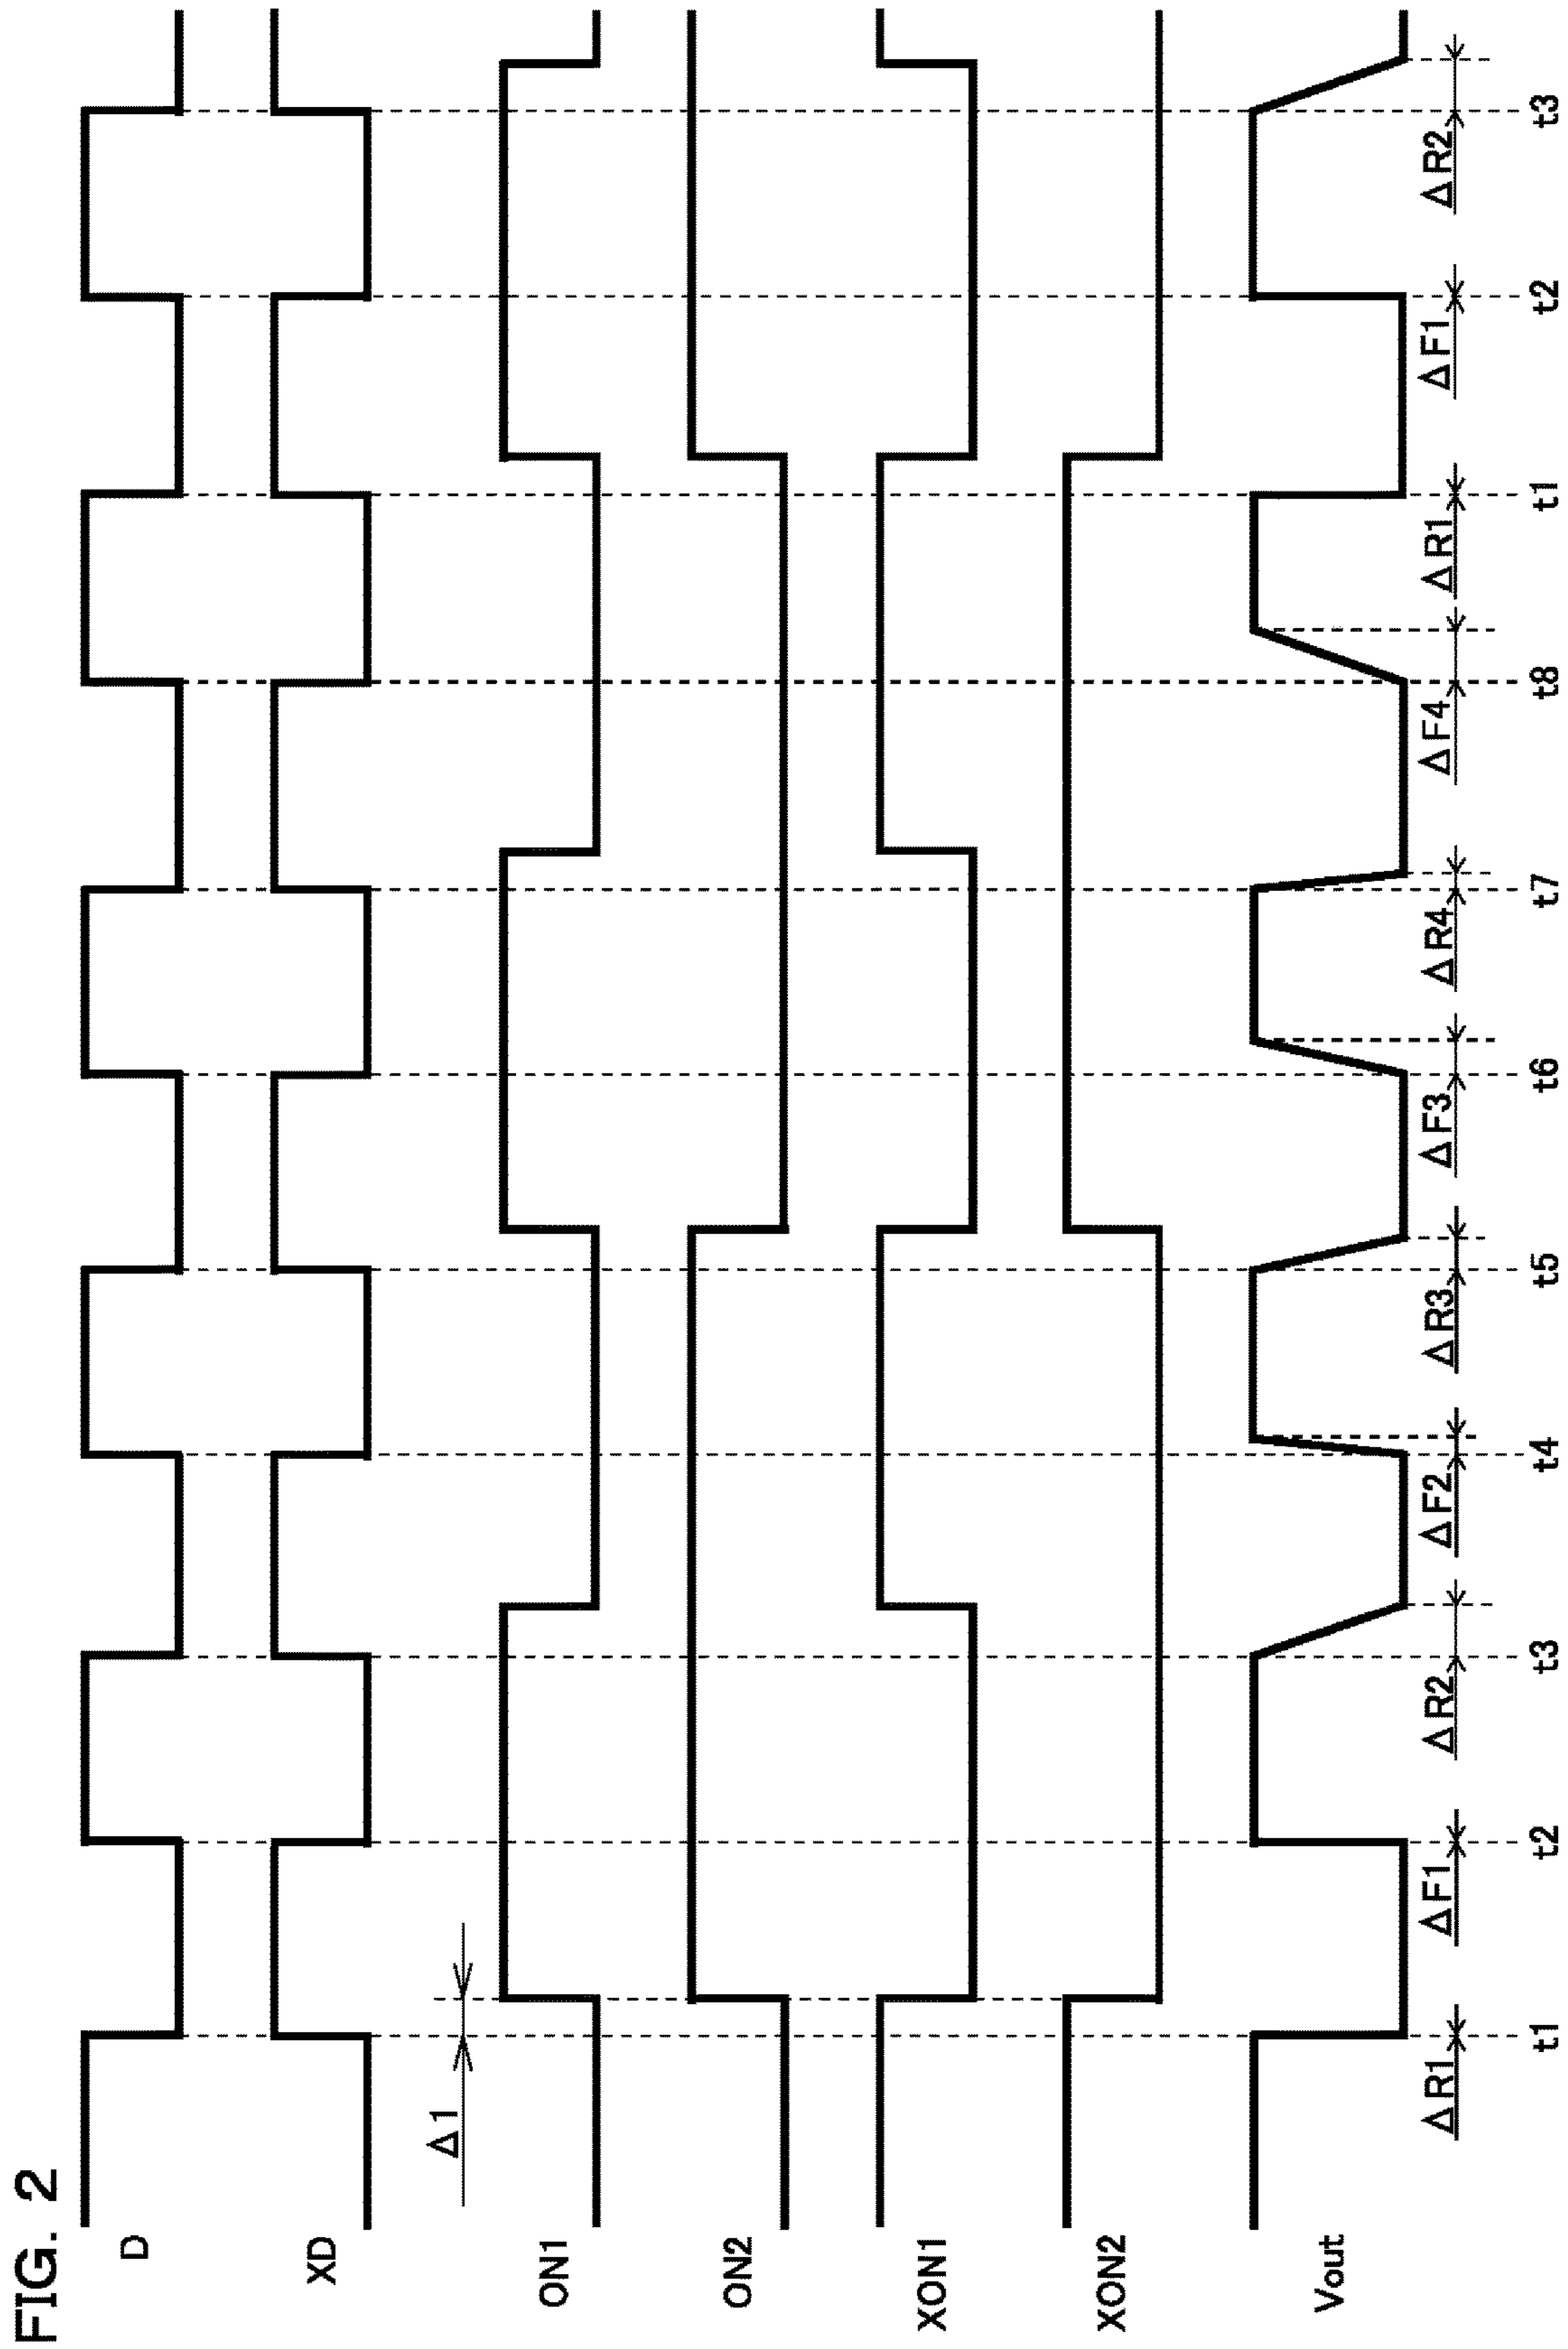 FIG. 2
D
XD
Δ1
ON1
ON2
XON1
XON2
Vout
ΔR1 ΔF1 ΔR2 ΔF2 ΔR3 ΔF3 ΔR4 ΔF4 ΔR1 ΔF1 ΔR2
t1 t2 t3 t4 t5 t6 t7 t8 t1 t2 t3